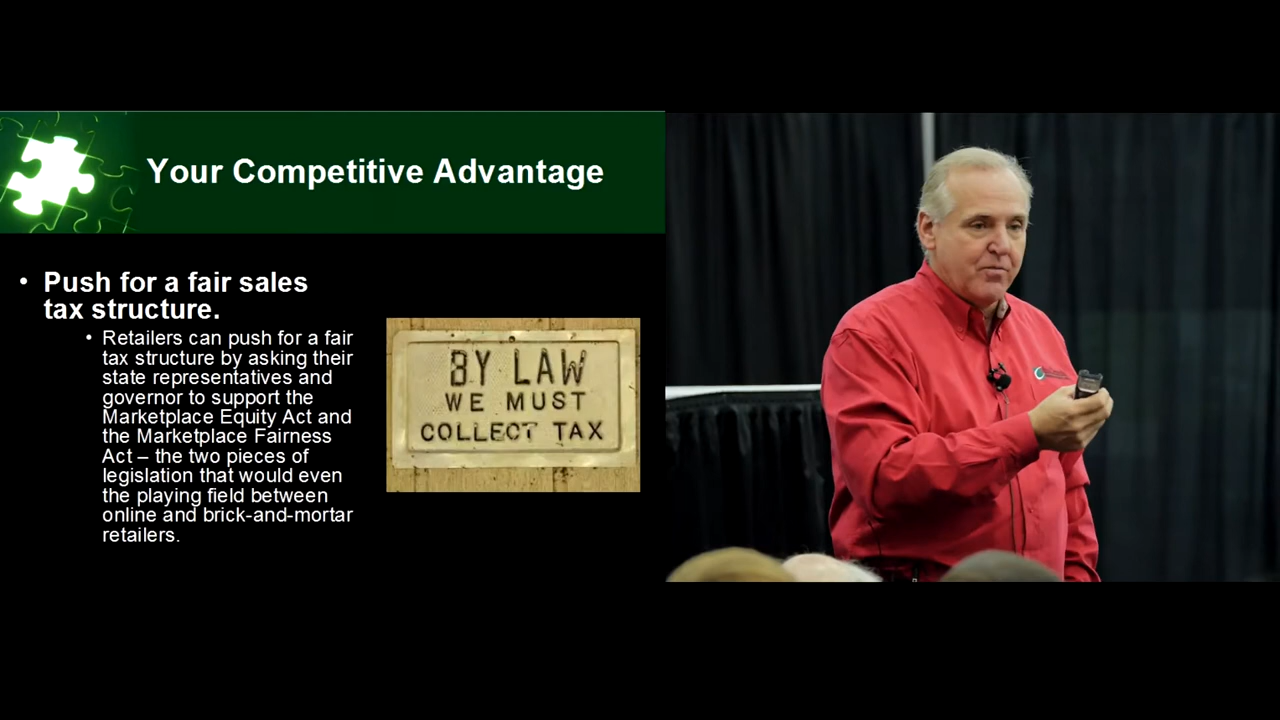 Your Competitive Advantage
• Push for a fair sales
tax structure.
• Retailers can push for a fair
tax structure by asking their
state representatives and
governor to support the
Marketplace Equity Act and
the Marketplace Fairness
Act – the two pieces of
legislation that would even
the playing field between
online and brick-and-mortar
retailers.
BY LAW
WE MUST
COLLECT TAX